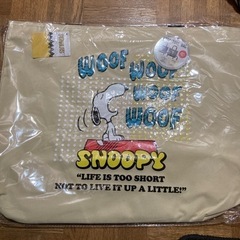 WOOF WOOF
WOOF
WOOF
SNOOPY
"LIFE IS TOO SHORT
NOT TO LIVE IT UP A LITTLE!"